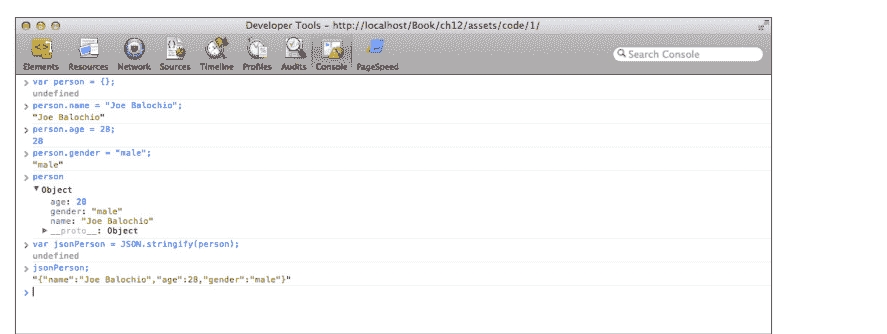 Developer Tools - http://localhost/Book/ch12/assets/code/1/
Elements Resources Network Sources Timeline Profiles Audits Console PageSpeed
Search Console
> var person = {};
undefined
> person.name = "Joe Balochio";
"Joe Balochio"
> person.age = 28;
28
> person.gender = "male";
"male"
> person
▼Object
age: 28
gender: "male"
name: "Joe Balochio"
▶ __proto__: Object
> var jsonPerson = JSON.stringify(person);
undefined
> jsonPerson;
"{"name":"Joe Balochio","age":28,"gender":"male"}"
>